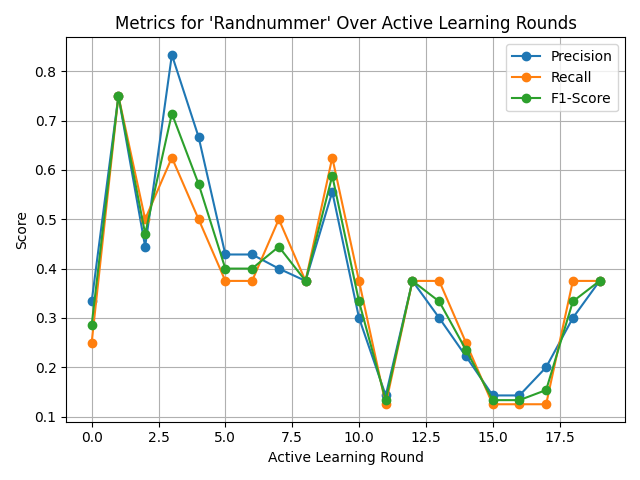 Metrics for 'Randnummer' Over Active Learning Rounds
Precision
Recall
F1-Score
Score
0.8
0.7
0.6
0.5
0.4
0.3
0.2
0.1
0.0 2.5 5.0 7.5 10.0 12.5 15.0 17.5
Active Learning Round